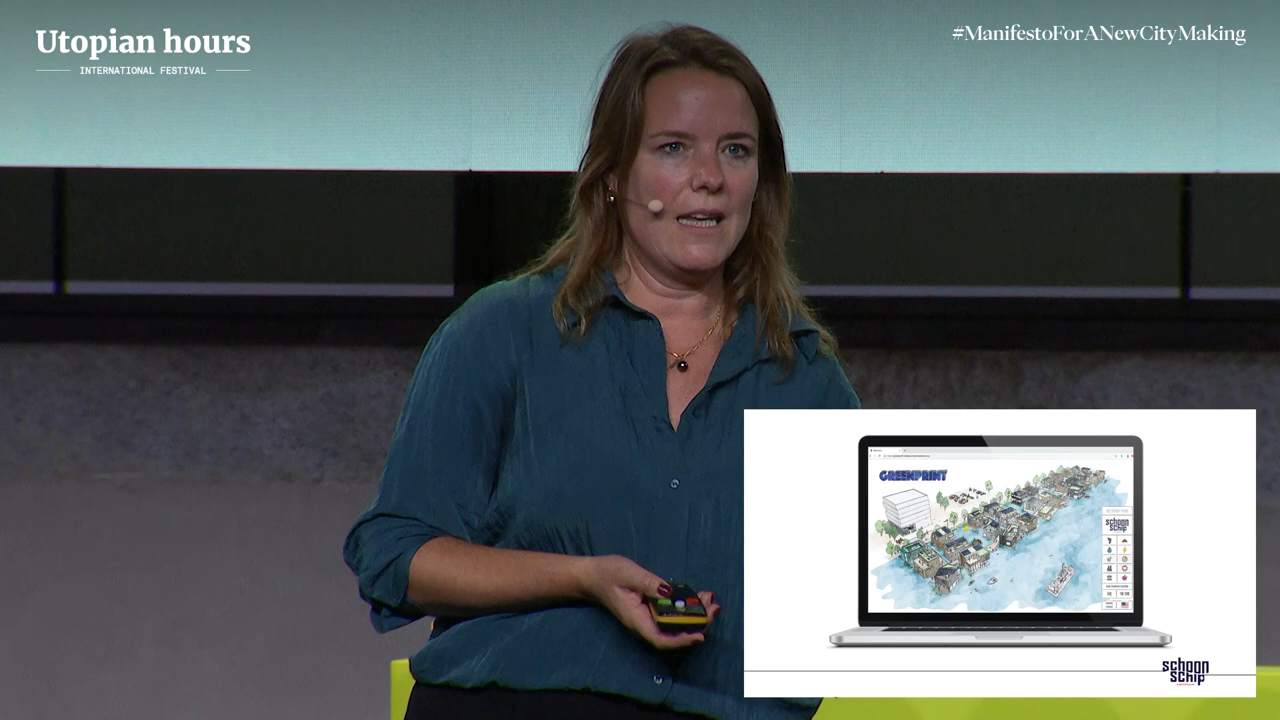 Utopian hours
INTERNATIONAL FESTIVAL
#ManifestoForANewCityMaking
GREENPRINT
schoon
schip
schoon
schip